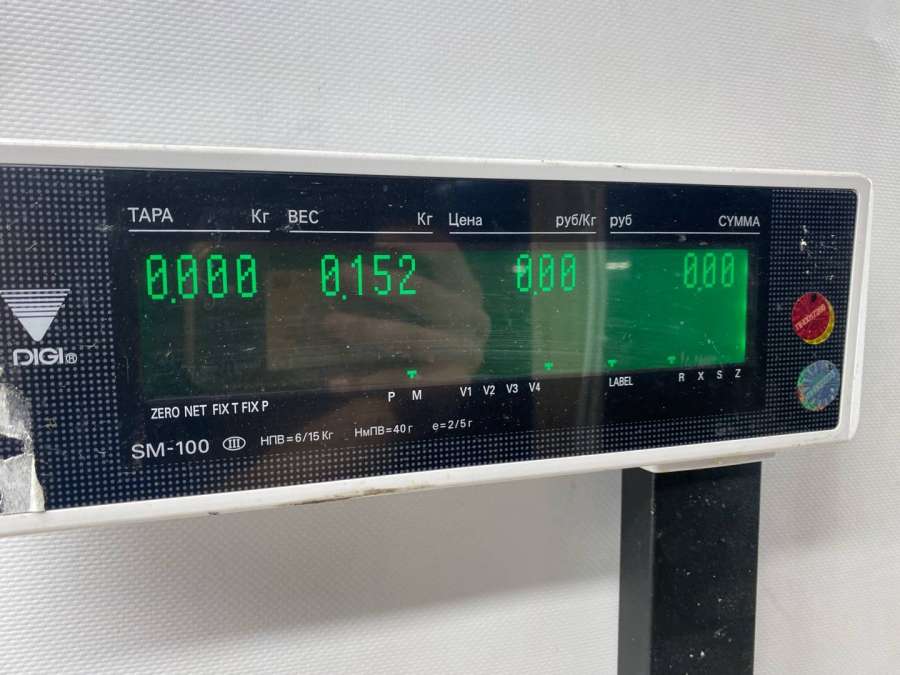 ТАРА Кг ВЕС Кг Цена руб/Кг руб СУММА
0.000 0.152 0.00 0.00
DIGI®
P M V1 V2 V3 V4 LABEL R X S Z
ZERO NET FIX T FIX P
SM-100 III НПВ=6/15 Кг НмПВ=40 г e=2/5 г